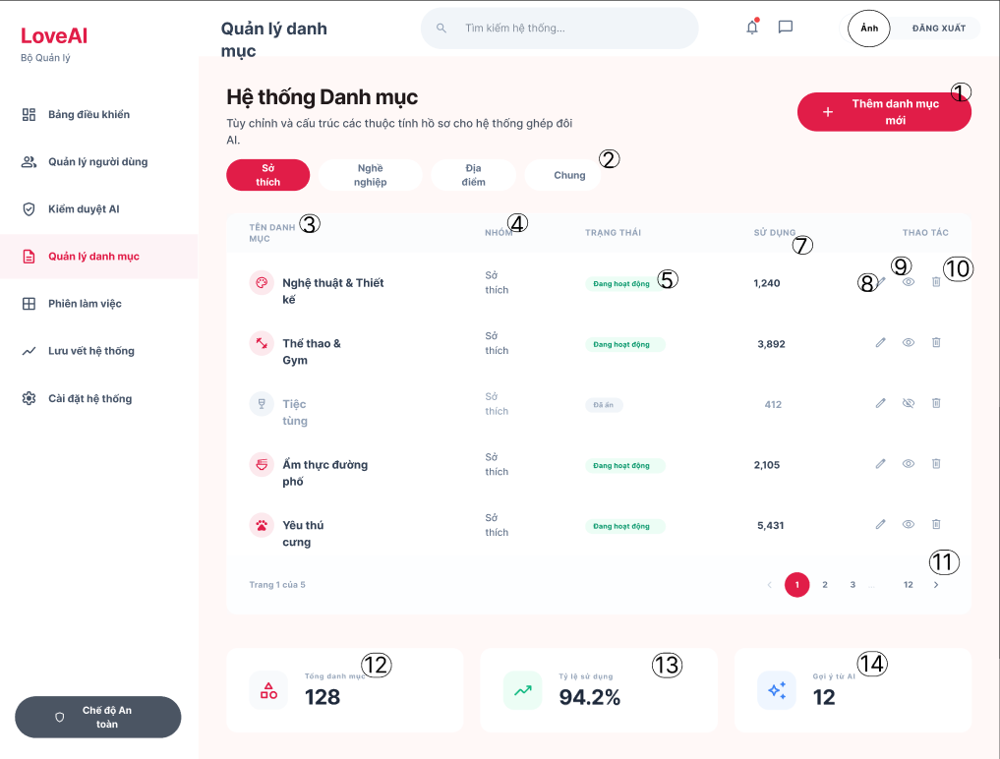 LoveAI
Bộ Quản lý
Bảng điều khiển
Quản lý người dùng
Kiểm duyệt AI
Quản lý danh mục
Phiên làm việc
Lưu vết hệ thống
Cài đặt hệ thống
Chế độ An
toàn
Quản lý danh
mục
Tìm kiếm hệ thống...
Ảnh
ĐĂNG XUẤT
Hệ thống Danh mục
Tùy chỉnh và cấu trúc các thuộc tính hồ sơ cho hệ thống ghép đôi
AI.
+ Thêm danh mục
mới
1
Sở
thích
Nghề
nghiệp
Địa
điểm
Chung
2
TÊN DANH
MỤC
3
NHÓM
4
TRẠNG THÁI
SỬ DỤNG
7
THAO TÁC
Nghệ thuật & Thiết
kế
Sở
thích
Đang hoạt động
5
1,240
8
9
10
Thể thao &
Gym
Sở
thích
Đang hoạt động
3,892
Tiệc
tùng
Sở
thích
Đã ẩn
412
Ẩm thực đường
phố
Sở
thích
Đang hoạt động
2,105
Yêu thú
cưng
Sở
thích
Đang hoạt động
5,431
Trang 1 của 5
‹ 1 2 3 ... 12 ›
11
Tổng danh mục
12
128
Tỷ lệ sử dụng
13
94.2%
Gợi ý từ AI
14
12